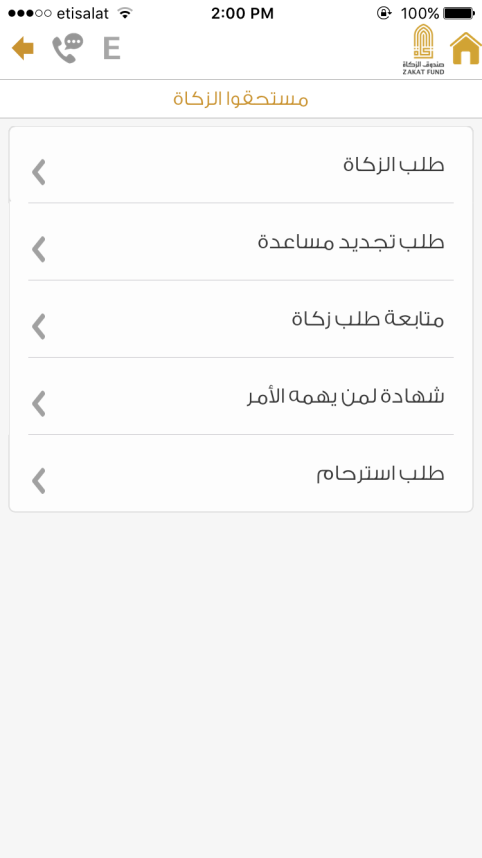 etisalat 2:00 PM 100%
E
صندوق الزكاة
ZAKAT FUND
مستحقوا الزكاة
طلب الزكاة
طلب تجديد مساعدة
متابعة طلب زكاة
شهادة لمن يهمه الأمر
طلب استرحام